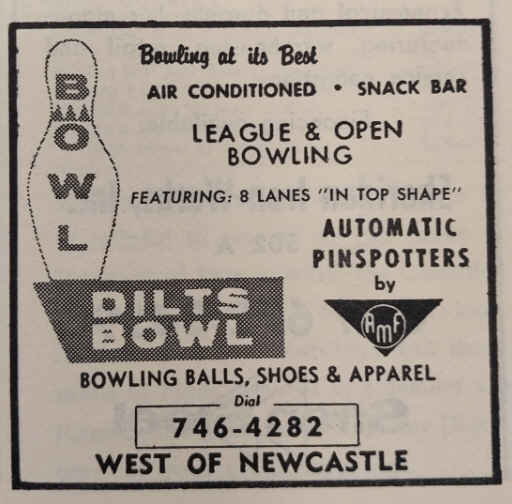 Bowling at its Best
AIR CONDITIONED • SNACK BAR
LEAGUE & OPEN
BOWLING
FEATURING: 8 LANES "IN TOP SHAPE"
AUTOMATIC
PINSPOTTERS
by
AMF
BOWL
DILTS
BOWL
BOWLING BALLS, SHOES & APPAREL
Dial
746-4282
WEST OF NEWCASTLE